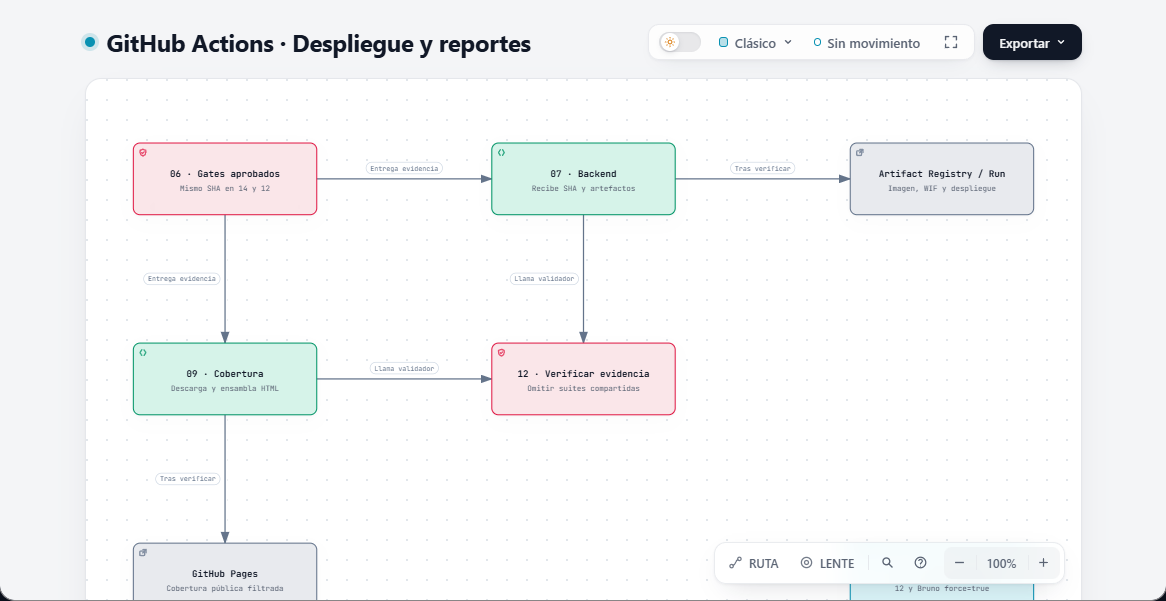 GitHub Actions · Despliegue y reportes
Clásico
Sin movimiento
Exportar
06 · Gates aprobados
Mismo SHA en 14 y 12
Entrega evidencia
07 · Backend
Recibe SHA y artefactos
Tras verificar
Artifact Registry / Run
Imagen, WIF y despliegue
Entrega evidencia
Llama validador
09 · Cobertura
Descarga y ensambla HTML
Llama validador
12 · Verificar evidencia
Omitir suites compartidas
Tras verificar
GitHub Pages
Cobertura pública filtrada
RUTA
LENTE
100%
12 y Bruno force=true